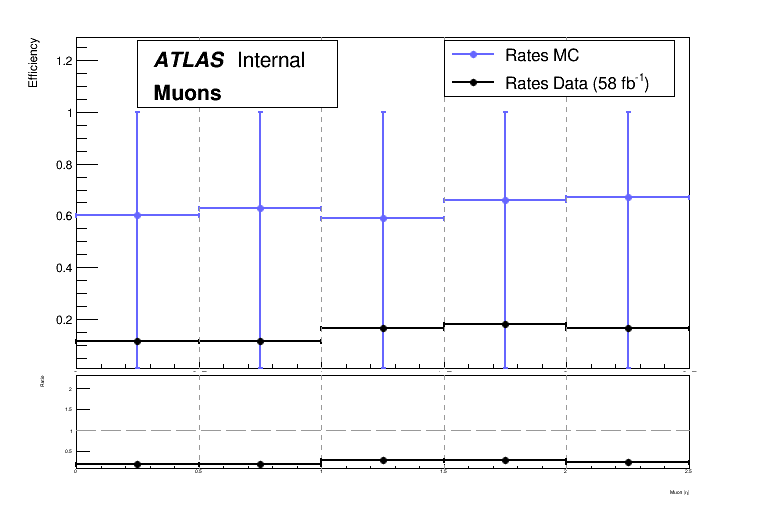 Efficiency
ATLAS Internal
Muons
Rates MC
Rates Data (58 fb⁻¹)
1.2
1
0.8
0.6
0.4
0.2
2
1.5
1
0.5
0 0.5 1 1.5 2 2.5
Muon |η|